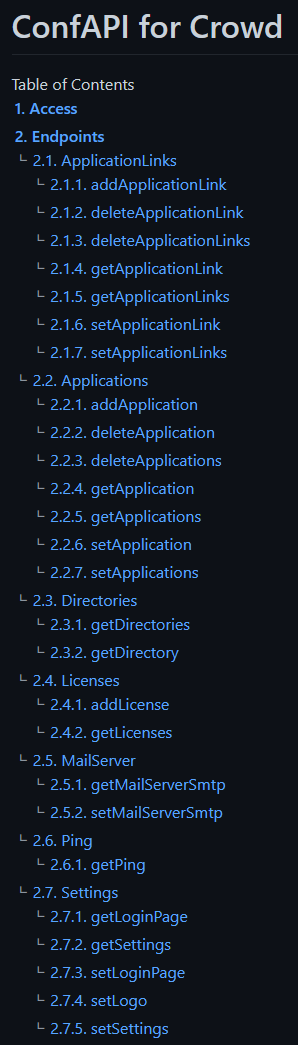 ConfAPI for Crowd
Table of Contents
1. Access
2. Endpoints
2.1. ApplicationLinks
2.1.1. addApplicationLink
2.1.2. deleteApplicationLink
2.1.3. deleteApplicationLinks
2.1.4. getApplicationLink
2.1.5. getApplicationLinks
2.1.6. setApplicationLink
2.1.7. setApplicationLinks
2.2. Applications
2.2.1. addApplication
2.2.2. deleteApplication
2.2.3. deleteApplications
2.2.4. getApplication
2.2.5. getApplications
2.2.6. setApplication
2.2.7. setApplications
2.3. Directories
2.3.1. getDirectories
2.3.2. getDirectory
2.4. Licenses
2.4.1. addLicense
2.4.2. getLicenses
2.5. MailServer
2.5.1. getMailServerSmtp
2.5.2. setMailServerSmtp
2.6. Ping
2.6.1. getPing
2.7. Settings
2.7.1. getLoginPage
2.7.2. getSettings
2.7.3. setLoginPage
2.7.4. setLogo
2.7.5. setSettings